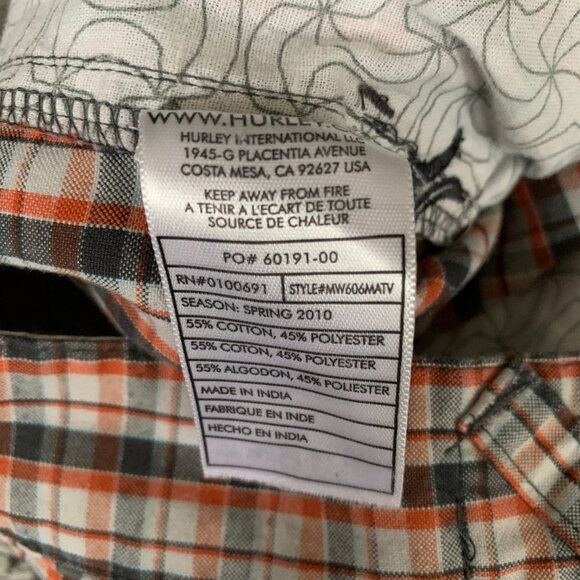 WWW.HURLEY.
HURLEY INTERNATIONAL LLC
1945-G PLACENTIA AVENUE
COSTA MESA, CA 92627 USA
KEEP AWAY FROM FIRE
A TENIR A L'ECART DE TOUTE
SOURCE DE CHALEUR
PO# 60191-00
RN#0100691 STYLE#MW606MATV
SEASON: SPRING 2010
55% COTTON, 45% POLYESTER
55% COTON, 45% POLYESTER
55% ALGODON, 45% POLIESTER
MADE IN INDIA
FABRIQUE EN INDE
HECHO EN INDIA